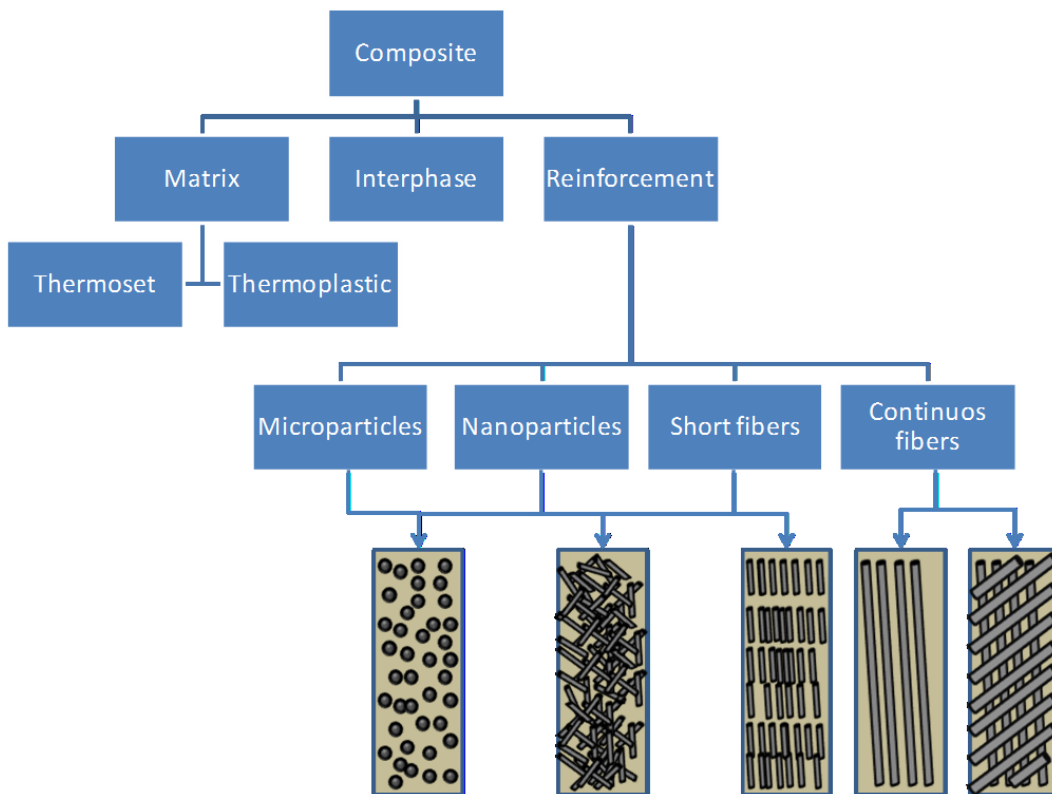 Composite
Matrix
Interphase
Reinforcement
Thermoset
Thermoplastic
Microparticles
Nanoparticles
Short fibers
Continuos
fibers